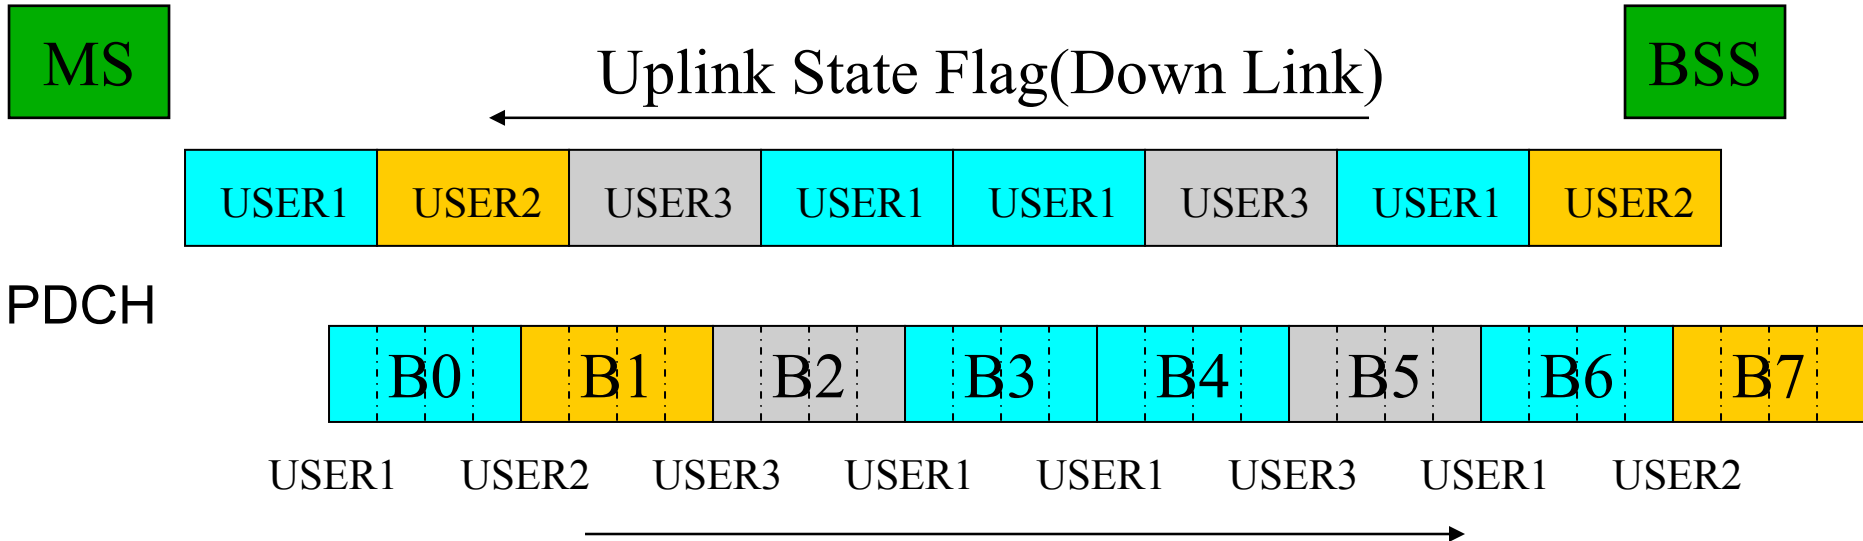 MS
Uplink State Flag(Down Link)
BSS
USER1 USER2 USER3 USER1 USER1 USER3 USER1 USER2
PDCH
B0 B1 B2 B3 B4 B5 B6 B7
USER1 USER2 USER3 USER1 USER1 USER3 USER1 USER2